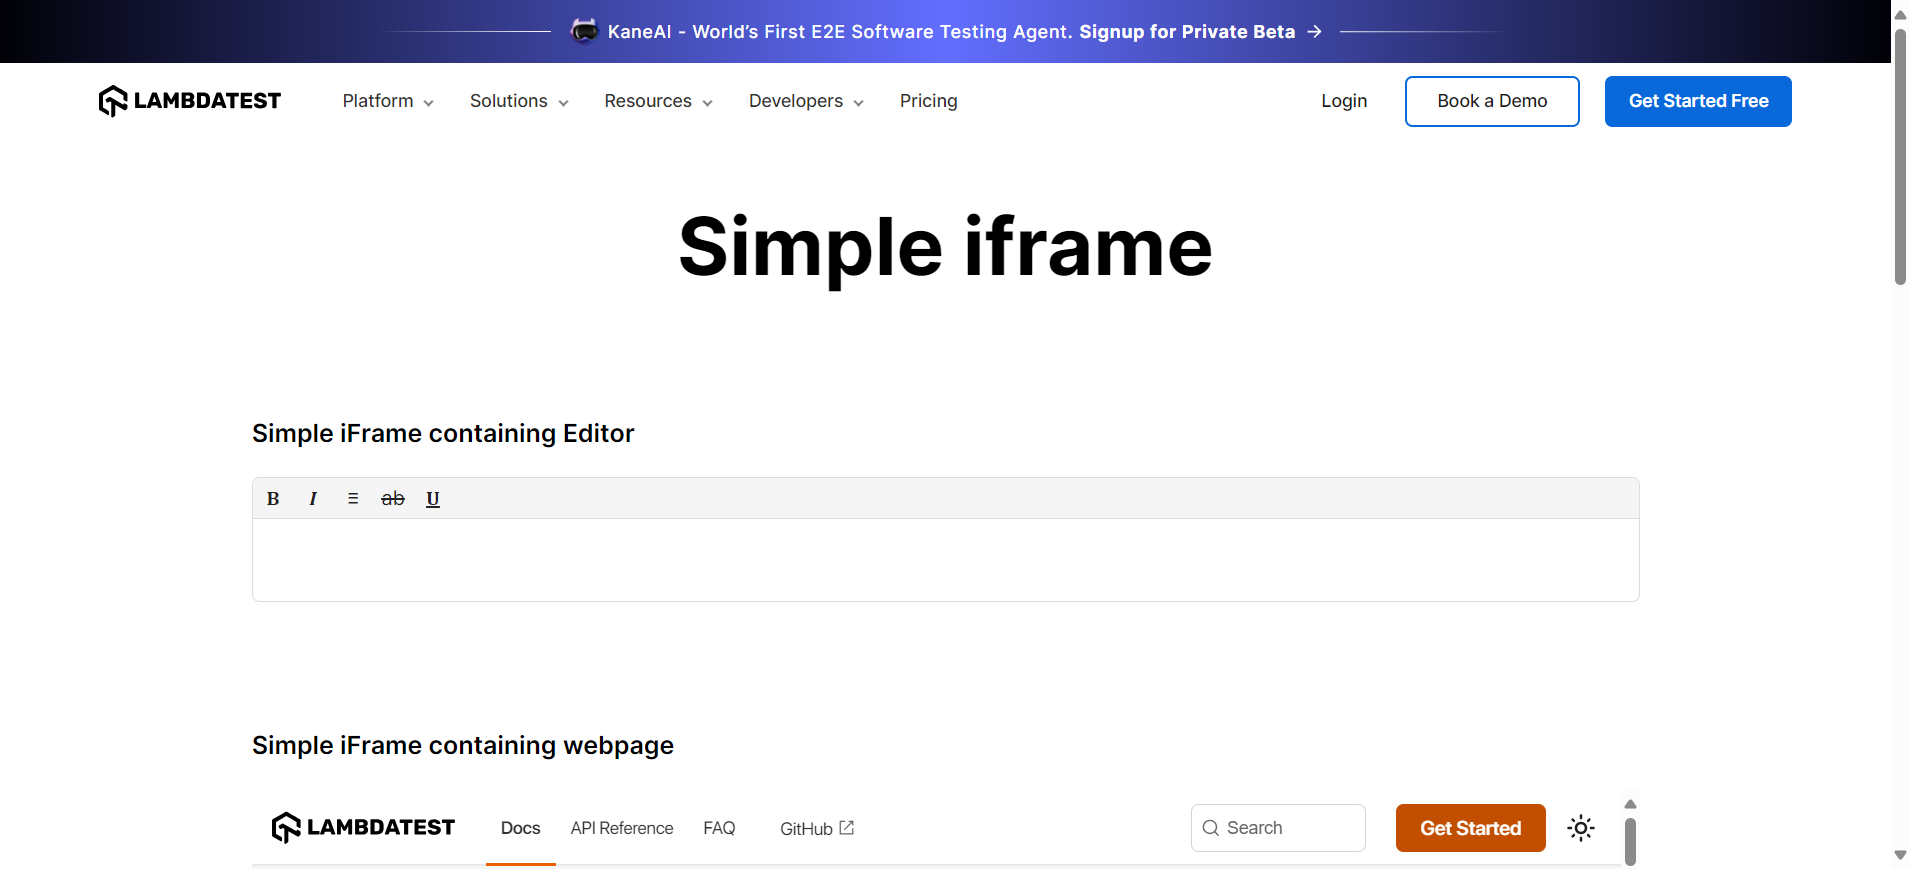 KaneAI - World’s First E2E Software Testing Agent. Signup for Private Beta →
LAMBDATEST Platform Solutions Resources Developers Pricing Login Book a Demo Get Started Free
Simple iframe
Simple iFrame containing Editor
B I ab U
Simple iFrame containing webpage
LAMBDATEST Docs API Reference FAQ GitHub Search Get Started